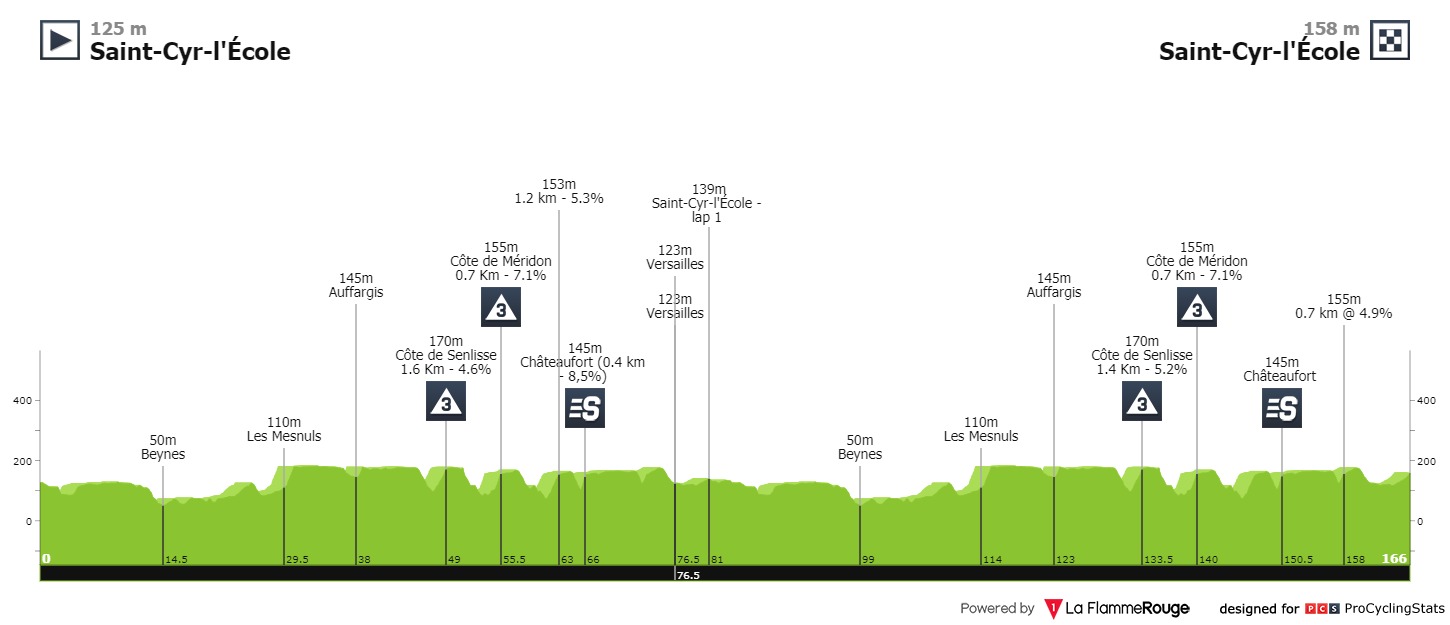 125 m
Saint-Cyr-l'École
158 m
Saint-Cyr-l'École
153m
1.2 km - 5.3%
139m
Saint-Cyr-l'École -
lap 1
155m
Côte de Méridon
0.7 Km - 7.1%
3
123m
Versailles
155m
Côte de Méridon
0.7 Km - 7.1%
3
145m
Auffargis
123m
Versailles
145m
Auffargis
155m
0.7 km @ 4.9%
170m
Côte de Senlisse
1.6 Km - 4.6%
3
145m
Châteaufort (0.4 km
- 8,5%)
S
170m
Côte de Senlisse
1.4 Km - 5.2%
3
145m
Châteaufort
S
50m
Beynes
110m
Les Mesnuls
50m
Beynes
110m
Les Mesnuls
400
200
0
400
200
0
0
14.5
29.5
38
49
55.5
63
66
76.5
81
99
114
123
133.5
140
150.5
158
166
76.5
Powered by 1 La FlammeRouge designed for PCS ProCyclingStats